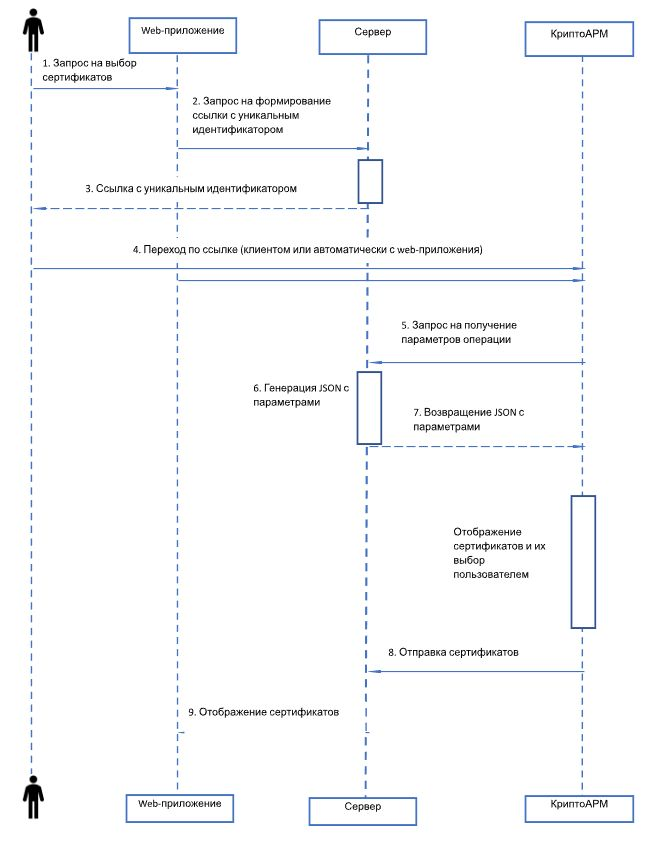 Web-приложение
Сервер
КриптоАРМ
1. Запрос на выбор
сертификатов
2. Запрос на формирование
ссылки с уникальным
идентификатором
3. Ссылка с уникальным идентификатором
4. Переход по ссылке (клиентом или автоматически с web-приложения)
5. Запрос на получение
параметров операции
6. Генерация JSON с
параметрами
7. Возвращение JSON с
параметрами
Отображение
сертификатов и их
выбор
пользователем
8. Отправка сертификатов
9. Отображение сертификатов
Web-приложение
Сервер
КриптоАРМ